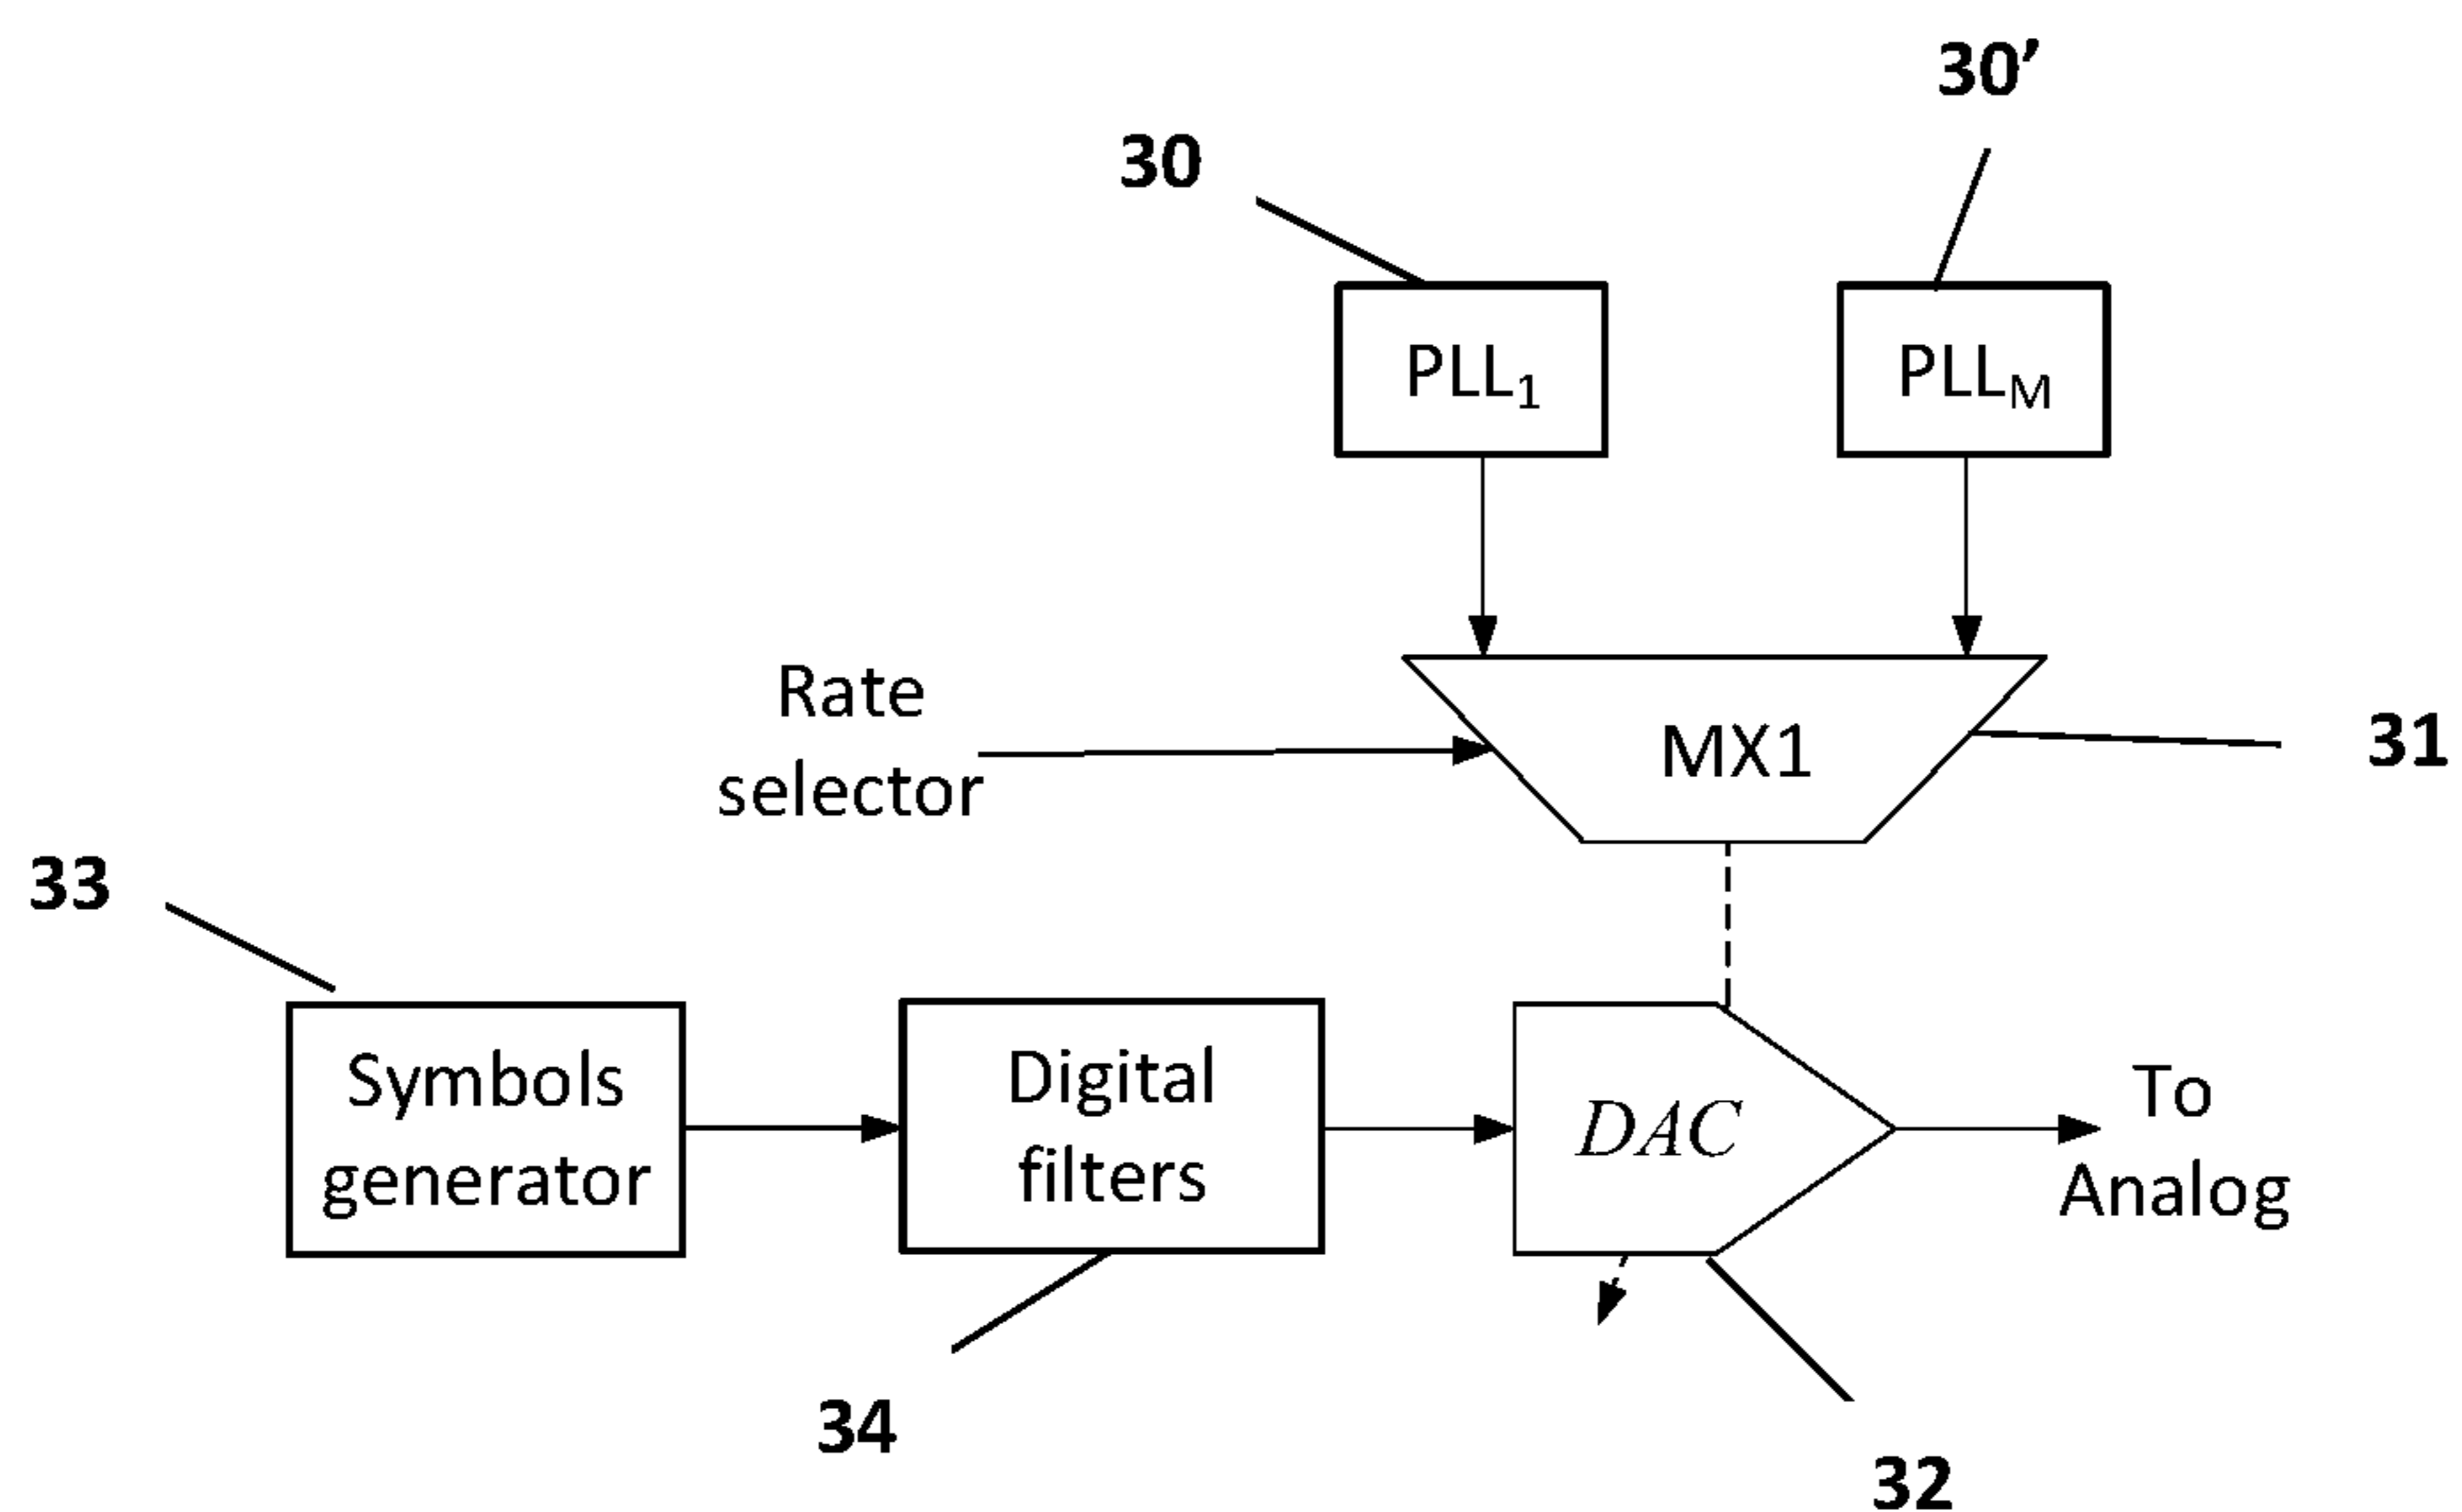 30’
30
PLL1
PLLM
Rate
selector
MX1
31
33
Symbols
generator
Digital
filters
DAC
To
Analog
34
32